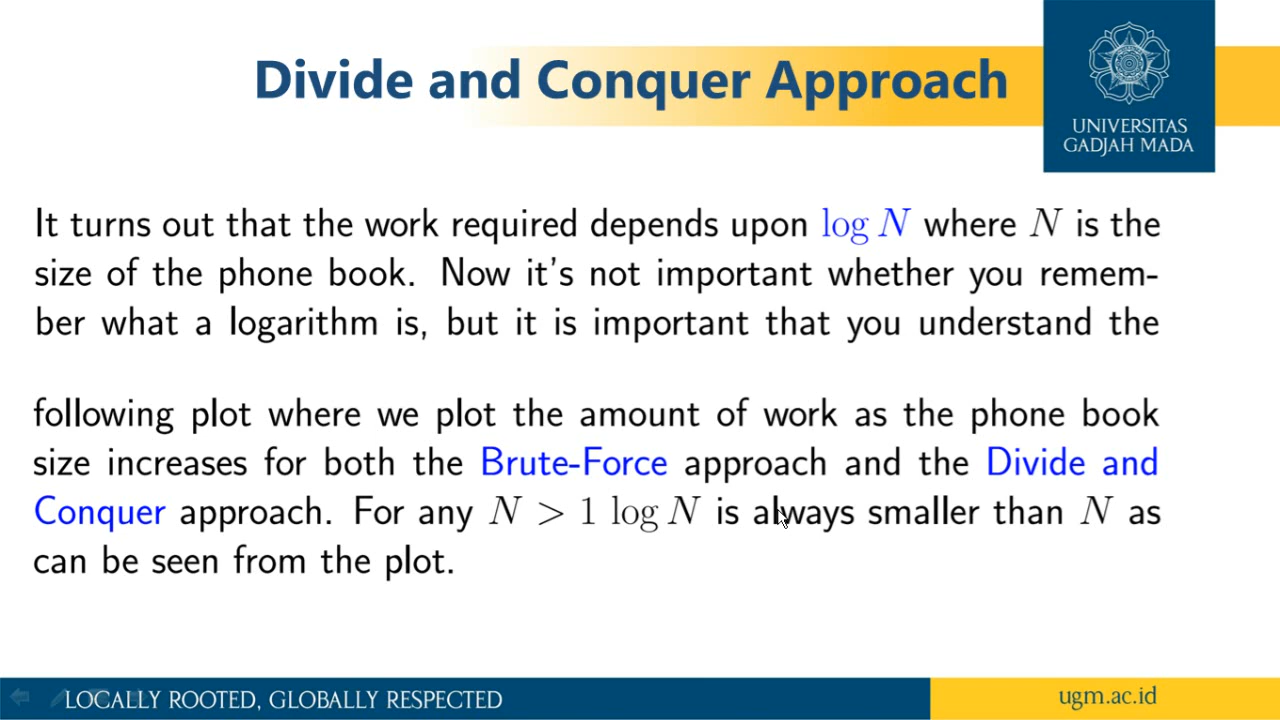 Divide and Conquer Approach
UNIVERSITAS
GADJAH MADA
It turns out that the work required depends upon log N where N is the
size of the phone book. Now it's not important whether you remem-
ber what a logarithm is, but it is important that you understand the
following plot where we plot the amount of work as the phone book
size increases for both the Brute-Force approach and the Divide and
Conquer approach. For any N > 1 log N is always smaller than N as
can be seen from the plot.
LOCALLY ROOTED, GLOBALLY RESPECTED
ugm.ac.id